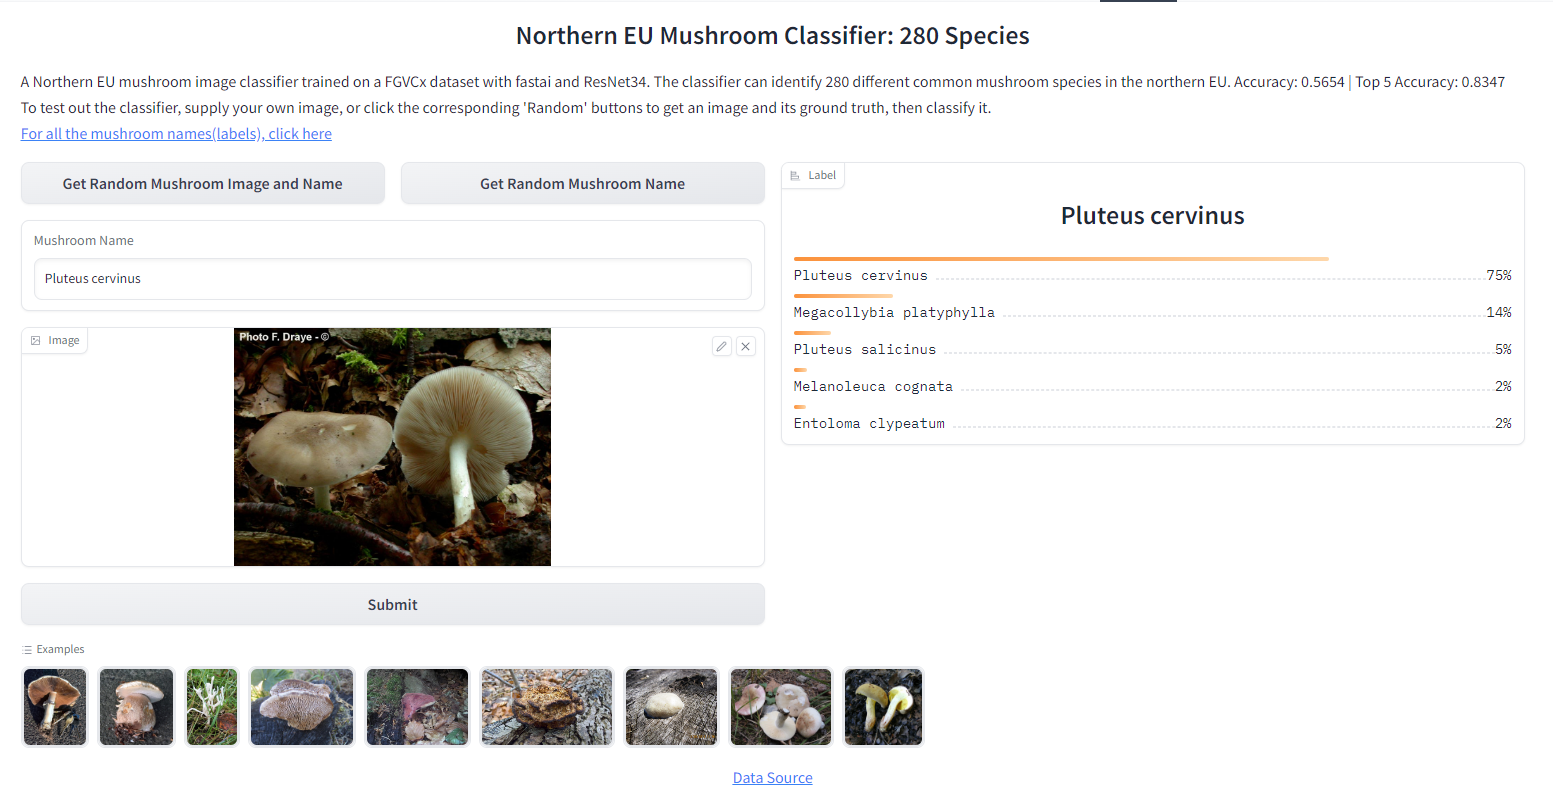 Northern EU Mushroom Classifier: 280 Species
A Northern EU mushroom image classifier trained on a FGVCx dataset with fastai and ResNet34. The classifier can identify 280 different common mushroom species in the northern EU. Accuracy: 0.5654 | Top 5 Accuracy: 0.8347
To test out the classifier, supply your own image, or click the corresponding 'Random' buttons to get an image and its ground truth, then classify it.
For all the mushroom names(labels), click here
Get Random Mushroom Image and Name
Get Random Mushroom Name
Mushroom Name
Pluteus cervinus
Image
Photo F. Draye - ©
Submit
Label
Pluteus cervinus
Pluteus cervinus 75%
Megacollybia platyphylla 14%
Pluteus salicinus 5%
Melanoleuca cognata 2%
Entoloma clypeatum 2%
Examples
Data Source